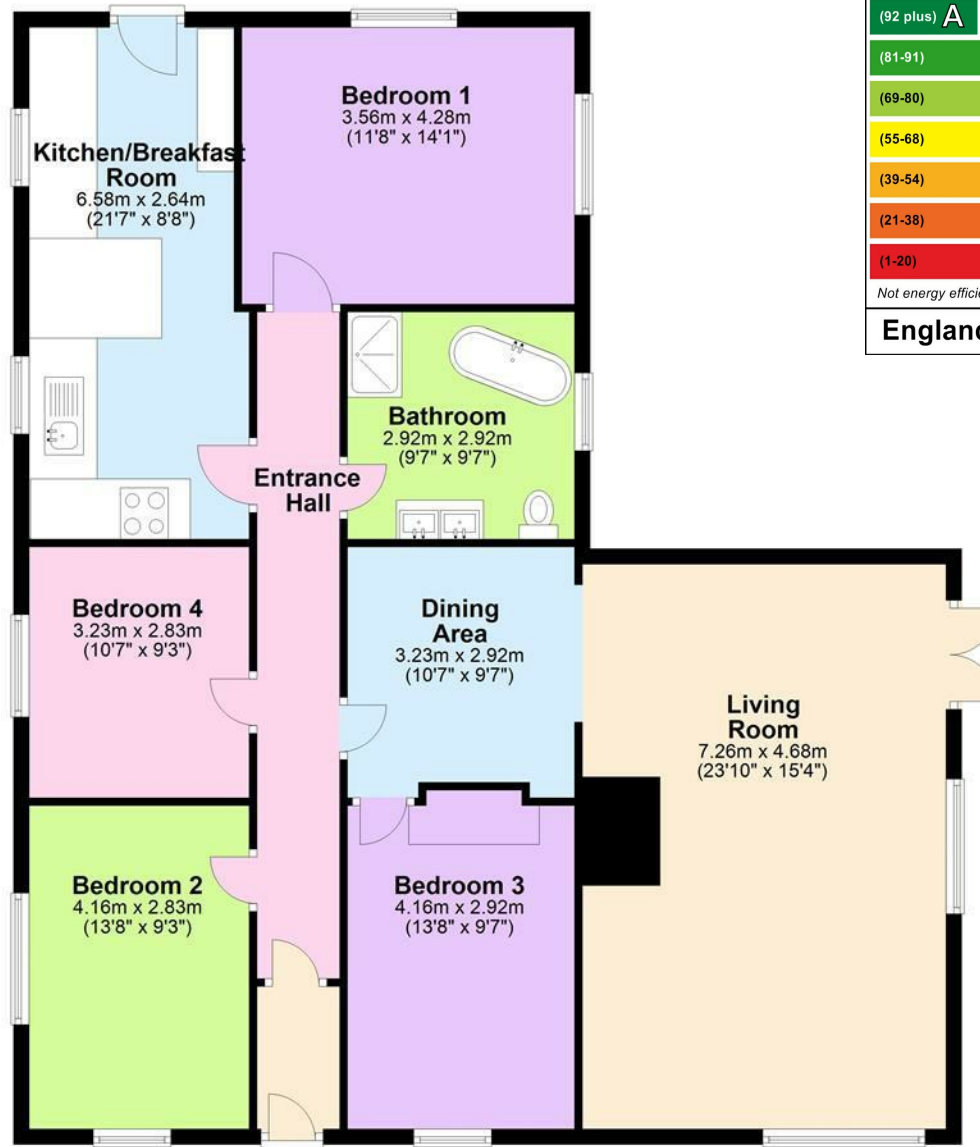 Kitchen/Breakfast
Room
6.58m x 2.64m
(21'7" x 8'8")
Bedroom 1
3.56m x 4.28m
(11'8" x 14'1")
(92 plus) A
(81-91)
(69-80)
(55-68)
(39-54)
(21-38)
(1-20)
Not energy effici
England
Bathroom
2.92m x 2.92m
(9'7" x 9'7")
Entrance
Hall
Bedroom 4
3.23m x 2.83m
(10'7" x 9'3")
Dining
Area
3.23m x 2.92m
(10'7" x 9'7")
Living
Room
7.26m x 4.68m
(23'10" x 15'4")
Bedroom 2
4.16m x 2.83m
(13'8" x 9'3")
Bedroom 3
4.16m x 2.92m
(13'8" x 9'7")